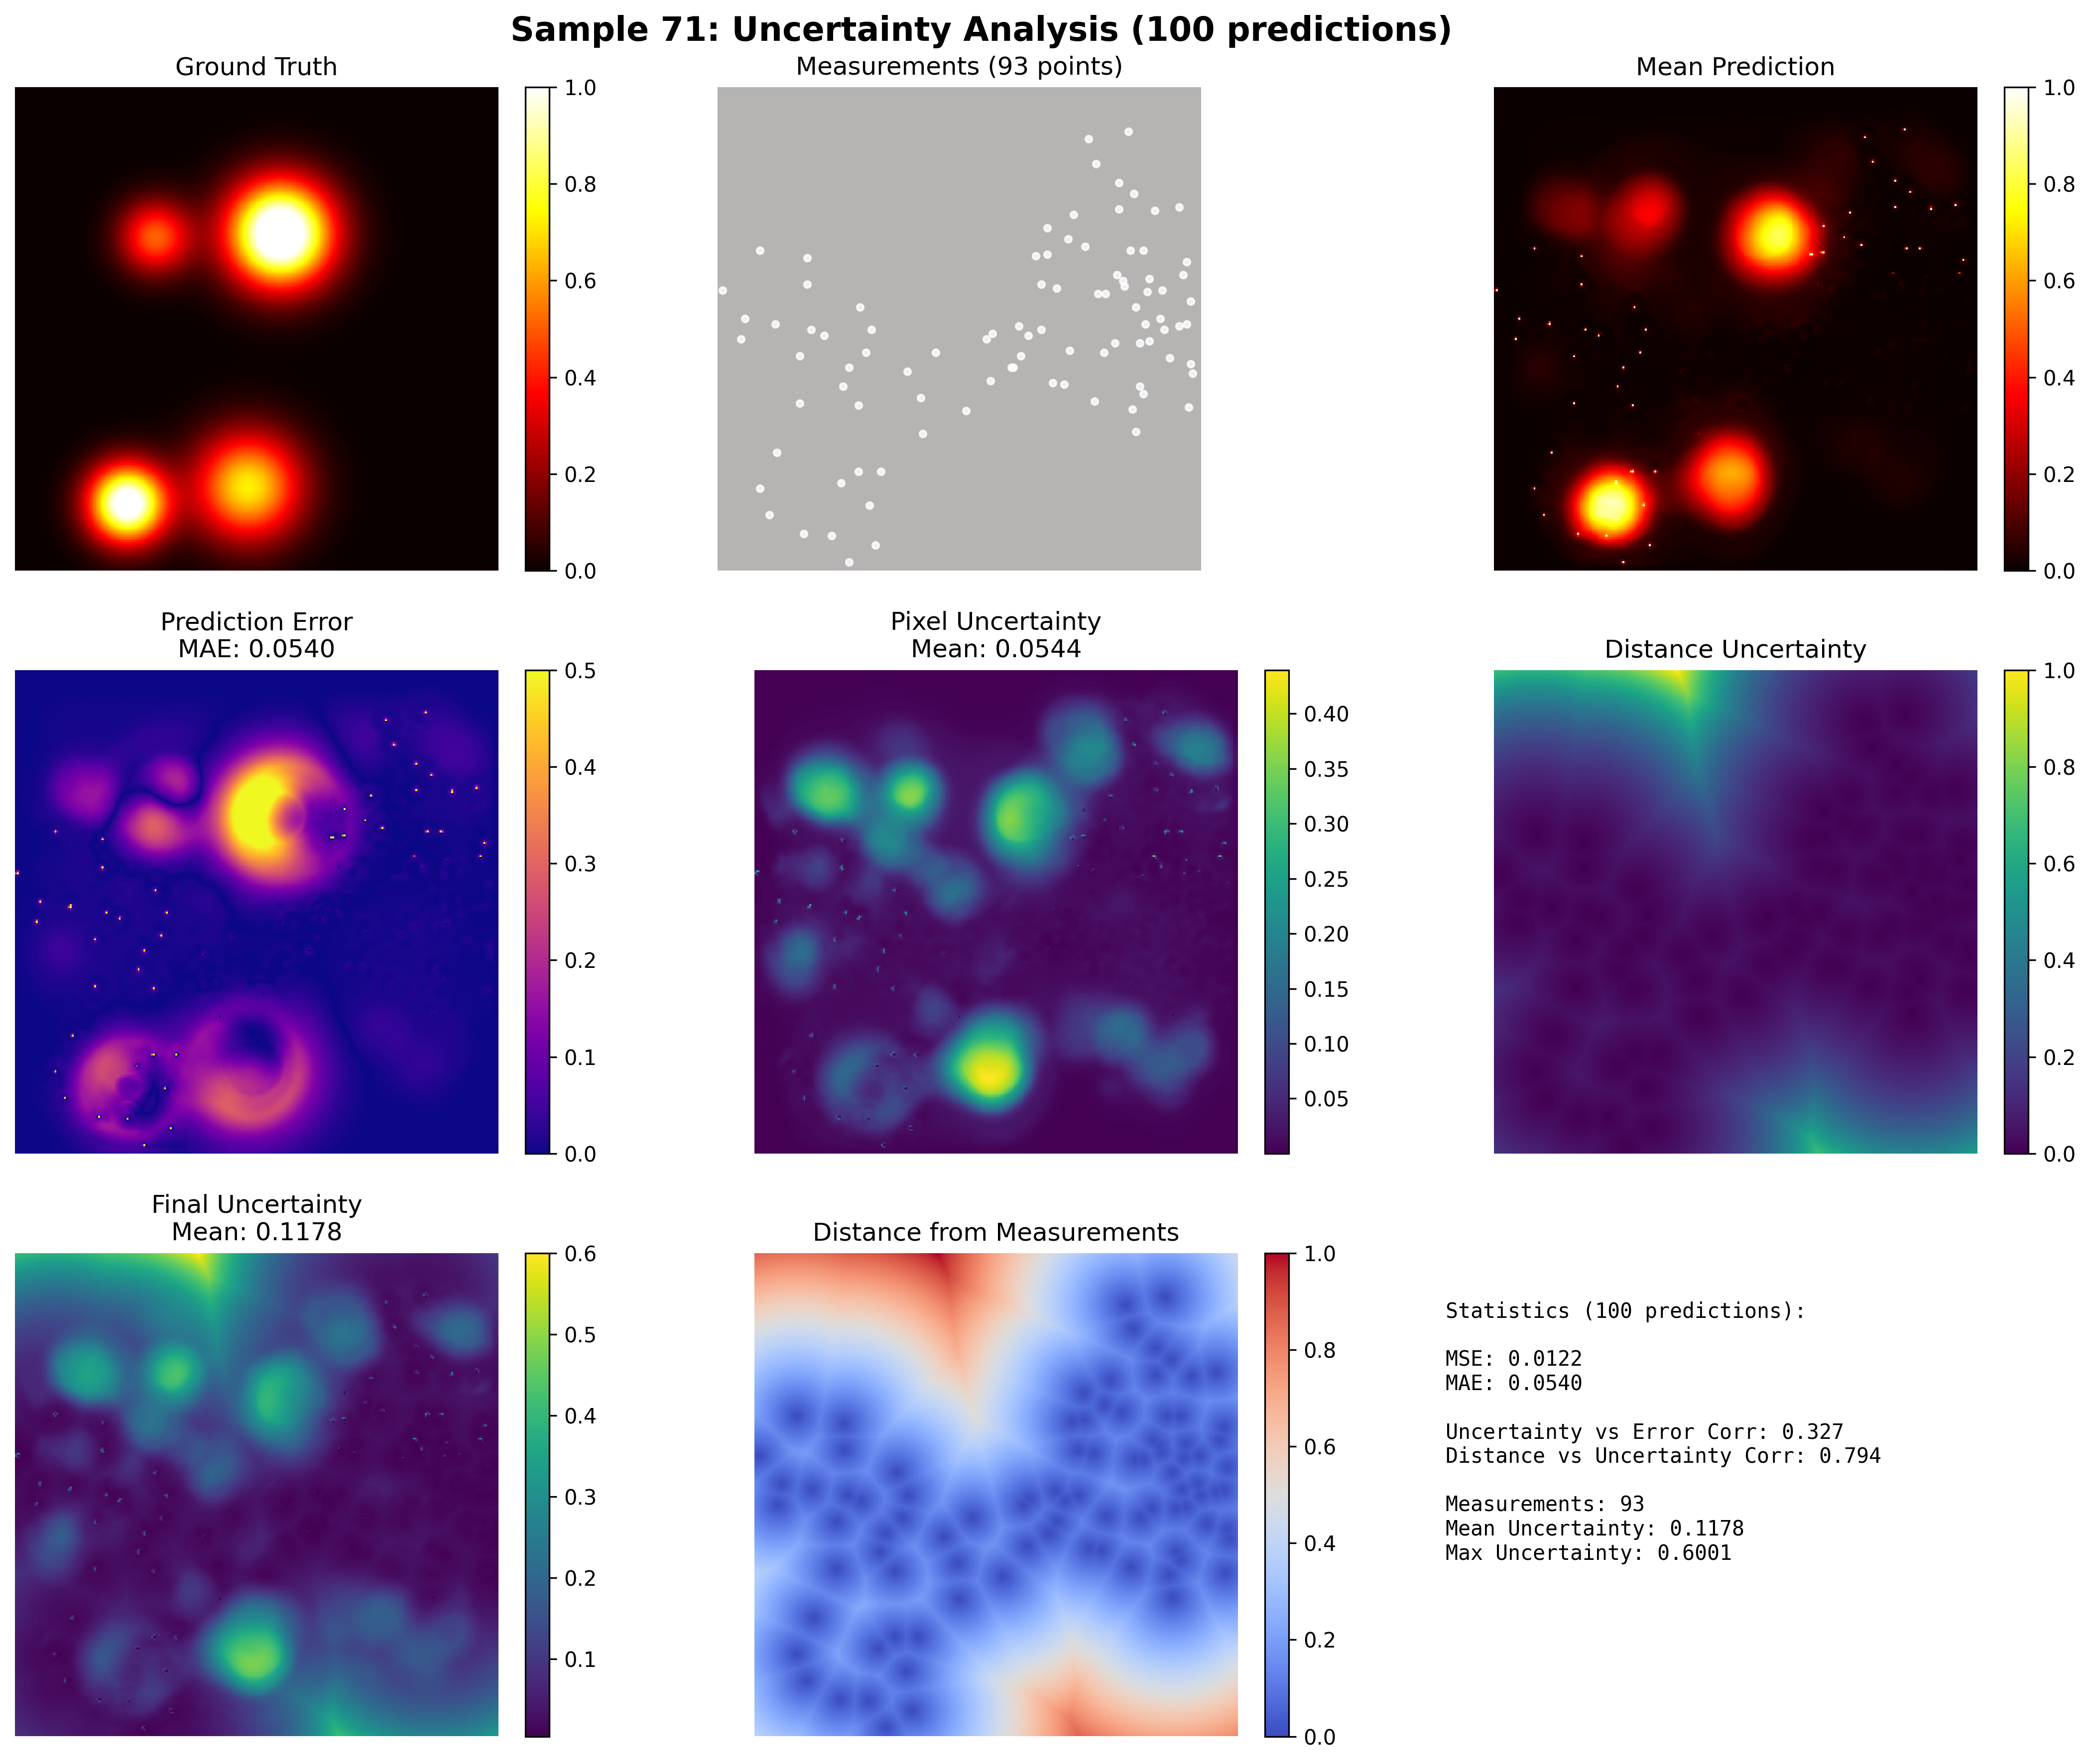 Sample 71: Uncertainty Analysis (100 predictions)
Ground Truth
1.0
0.8
0.6
0.4
0.2
0.0
Measurements (93 points)
Mean Prediction
1.0
0.8
0.6
0.4
0.2
0.0
Prediction Error
MAE: 0.0540
0.5
0.4
0.3
0.2
0.1
0.0
Pixel Uncertainty
Mean: 0.0544
0.40
0.35
0.30
0.25
0.20
0.15
0.10
0.05
Distance Uncertainty
1.0
0.8
0.6
0.4
0.2
0.0
Final Uncertainty
Mean: 0.1178
0.6
0.5
0.4
0.3
0.2
0.1
Distance from Measurements
1.0
0.8
0.6
0.4
0.2
0.0
Statistics (100 predictions):
MSE: 0.0122
MAE: 0.0540
Uncertainty vs Error Corr: 0.327
Distance vs Uncertainty Corr: 0.794
Measurements: 93
Mean Uncertainty: 0.1178
Max Uncertainty: 0.6001